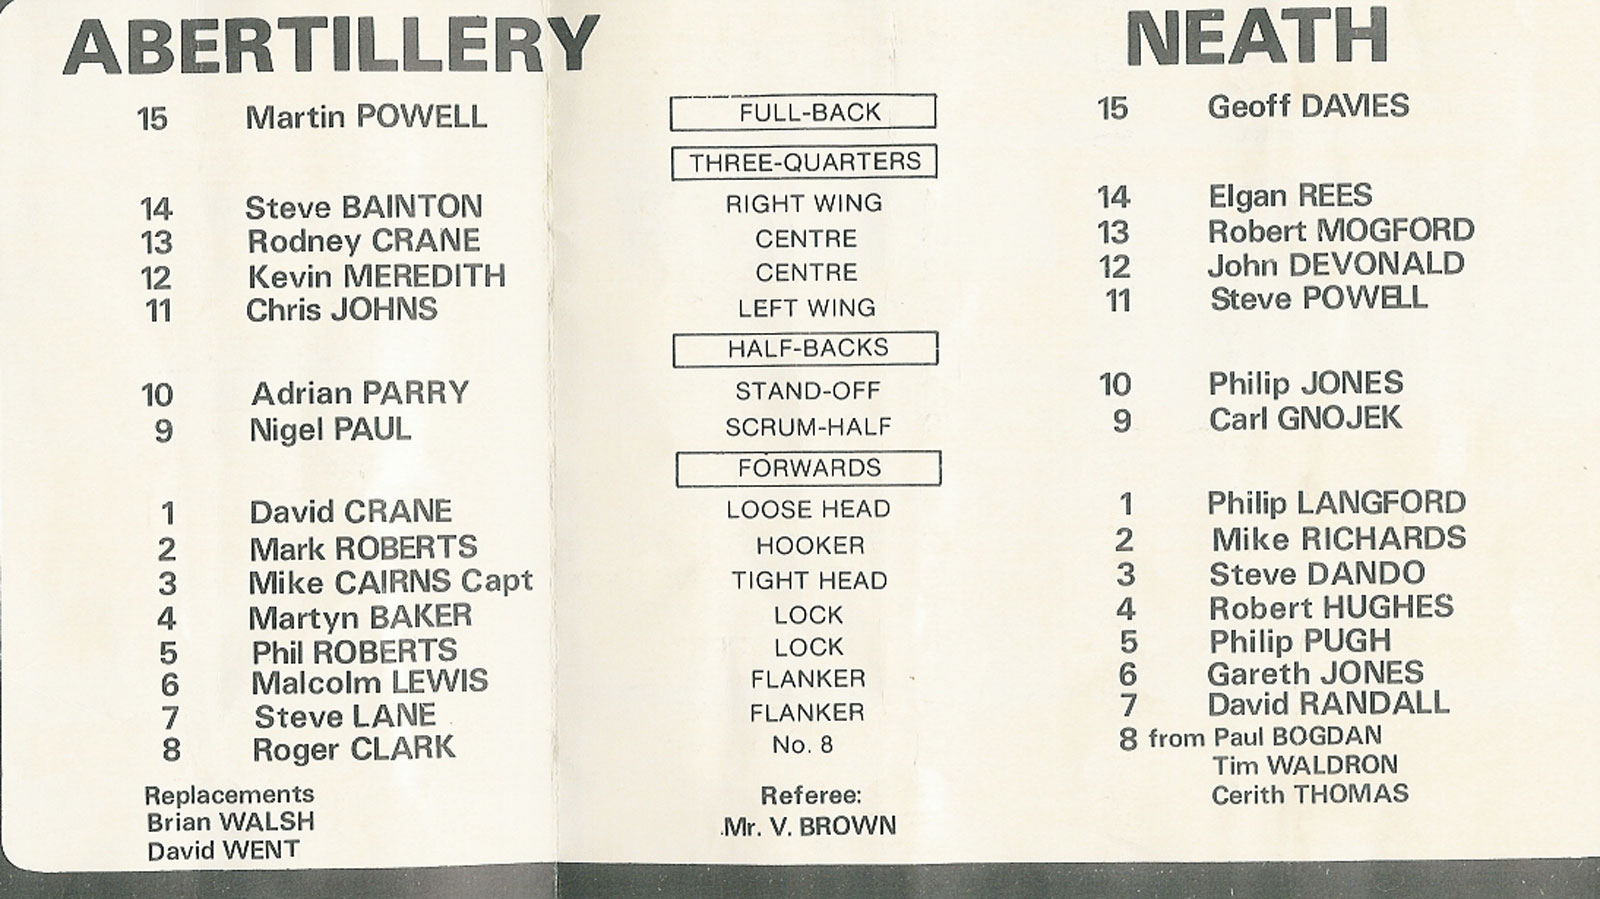 ABERTILLERY NEATH
15 Martin POWELL FULL-BACK 15 Geoff DAVIES
THREE-QUARTERS
14 Steve BAINTON RIGHT WING 14 Elgan REES
13 Rodney CRANE CENTRE 13 Robert MOGFORD
12 Kevin MEREDITH CENTRE 12 John DEVONALD
11 Chris JOHNS LEFT WING 11 Steve POWELL
HALF-BACKS
10 Adrian PARRY STAND-OFF 10 Philip JONES
9 Nigel PAUL SCRUM-HALF 9 Carl GNOJEK
FORWARDS
1 David CRANE LOOSE HEAD 1 Philip LANGFORD
2 Mark ROBERTS HOOKER 2 Mike RICHARDS
3 Mike CAIRNS Capt TIGHT HEAD 3 Steve DANDO
4 Martyn BAKER LOCK 4 Robert HUGHES
5 Phil ROBERTS LOCK 5 Philip PUGH
6 Malcolm LEWIS FLANKER 6 Gareth JONES
7 Steve LANE FLANKER 7 David RANDALL
8 Roger CLARK No. 8 8 from Paul BOGDAN
Tim WALDRON
Replacements Referee: Cerith THOMAS
Brian WALSH Mr. V. BROWN
David WENT